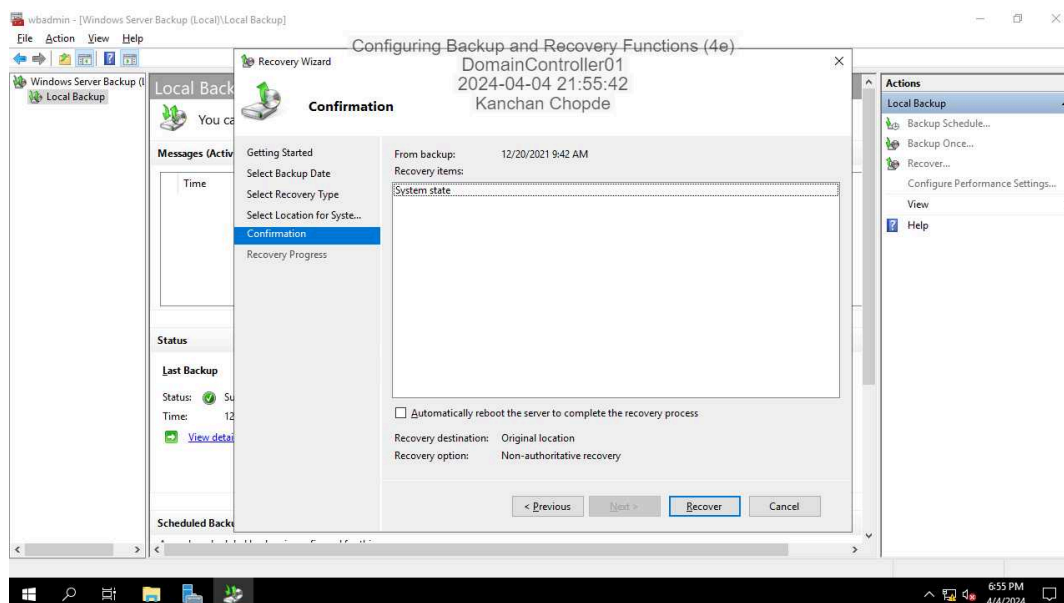 wbadmin - [Windows Server Backup (Local)\Local Backup]
File Action View Help
Configuring Backup and Recovery Functions (4e)
DomainController01
2024-04-04 21:55:42
Kanchan Chopde
Windows Server Backup (L
Local Backup
Local Back
You ca
Messages (Activ
Time
Status
Last Backup
Status: Su
Time: 12
View detai
Scheduled Backu
Recovery Wizard
Confirmation
Getting Started
Select Backup Date
Select Recovery Type
Select Location for Syste...
Confirmation
Recovery Progress
From backup: 12/20/2021 9:42 AM
Recovery items:
System state
Automatically reboot the server to complete the recovery process
Recovery destination: Original location
Recovery option: Non-authoritative recovery
< Previous Next > Recover Cancel
Actions
Local Backup
Backup Schedule...
Backup Once...
Recover...
Configure Performance Settings...
View
Help
6:55 PM
4/4/2024